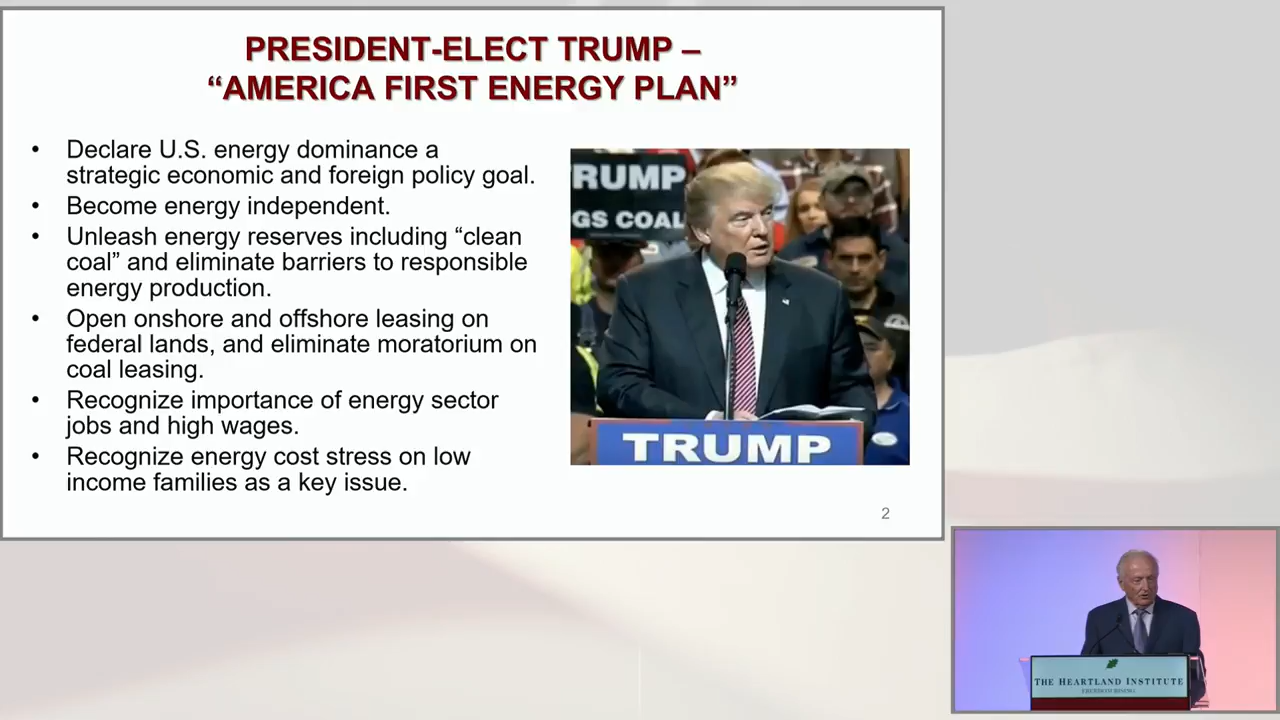 PRESIDENT-ELECT TRUMP –
“AMERICA FIRST ENERGY PLAN”
• Declare U.S. energy dominance a
strategic economic and foreign policy goal.
• Become energy independent.
• Unleash energy reserves including “clean
coal” and eliminate barriers to responsible
energy production.
• Open onshore and offshore leasing on
federal lands, and eliminate moratorium on
coal leasing.
• Recognize importance of energy sector
jobs and high wages.
• Recognize energy cost stress on low
income families as a key issue.
RUMP
GS COAL
TRUMP
2
THE HEARTLAND INSTITUTE
FREEDOM RISING